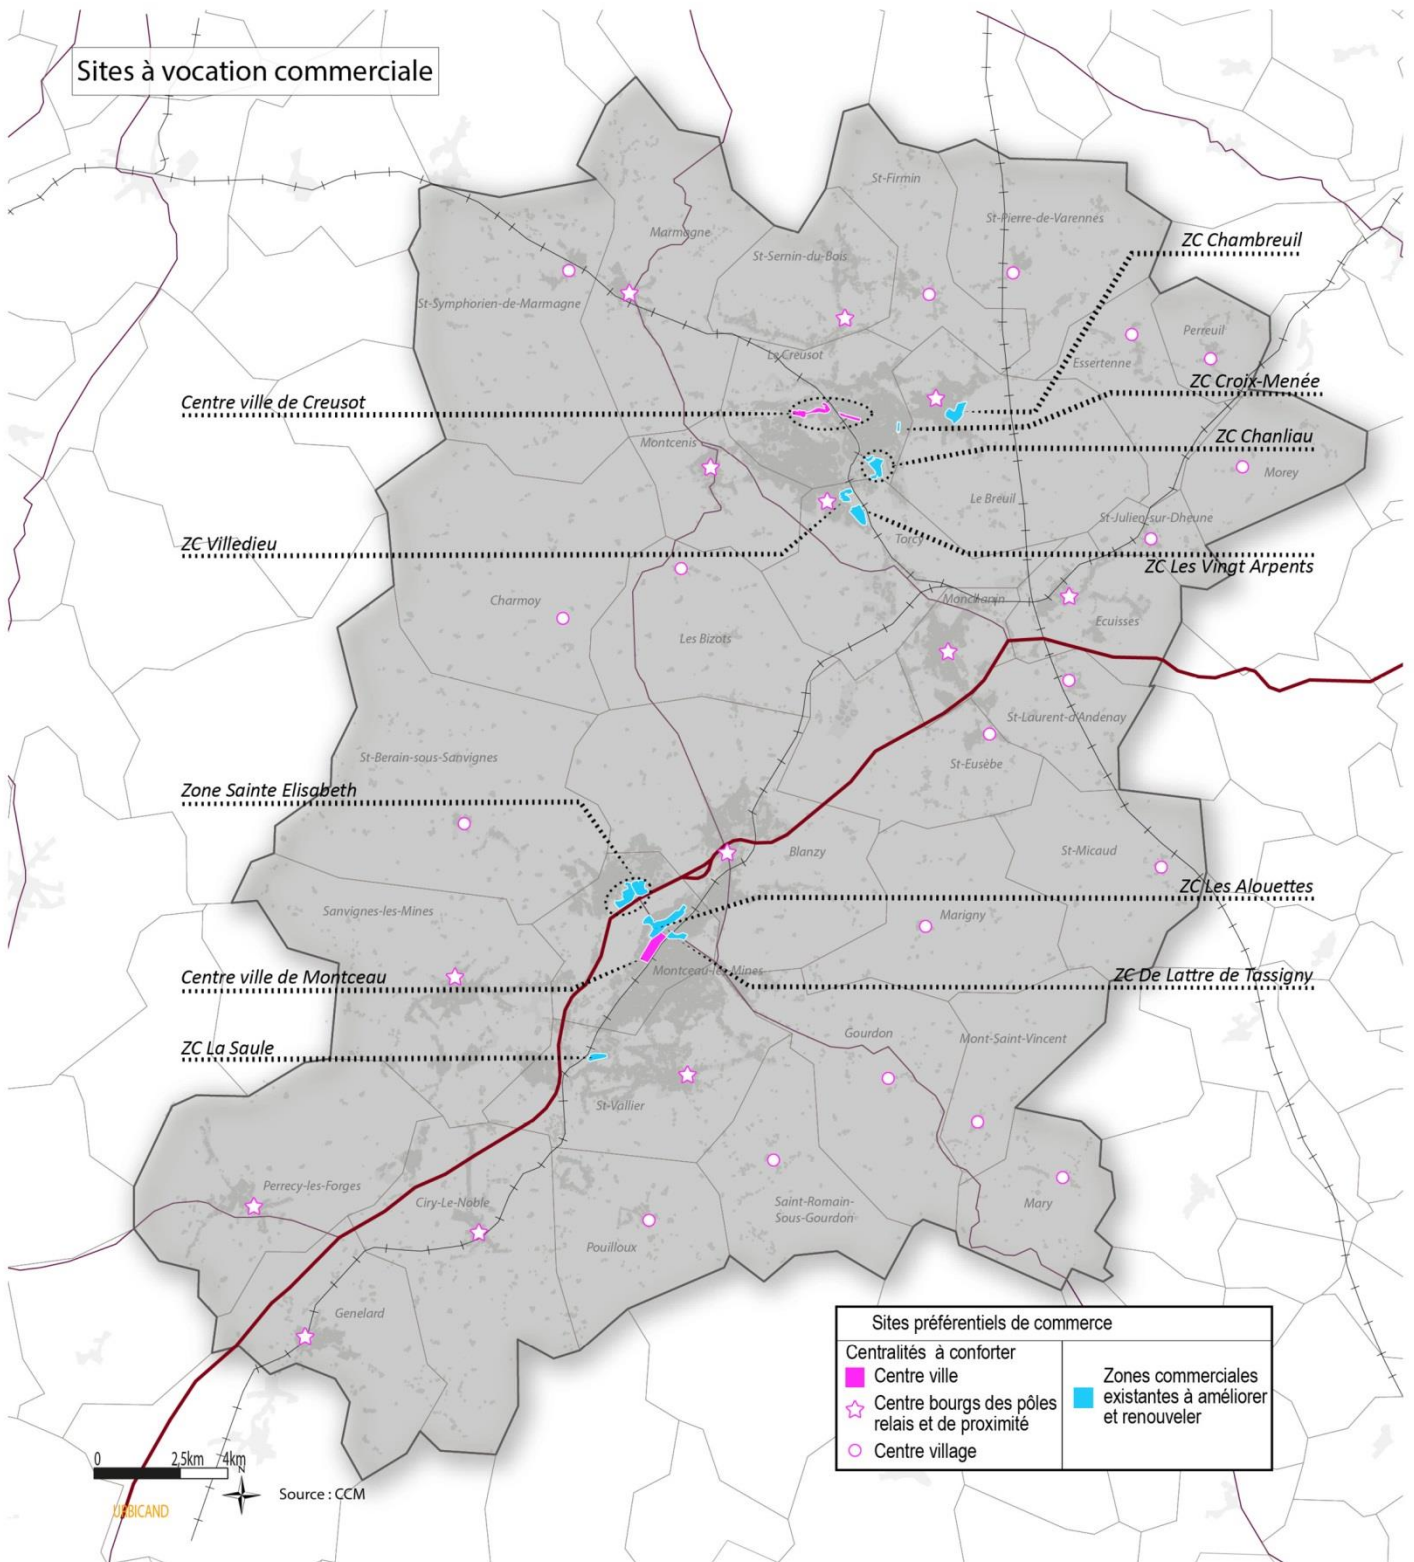 Sites à vocation commerciale
St-Firmin
St-Pierre-de-Varennes
Marmagne
ZC Chambreuil
St-Sernin-du-Bois
St-Symphorien-de-Marmagne
Perreuil
Le Creusot
Essertenne
ZC Croix-Menée
Centre ville de Creusot
ZC Chanliau
Montcenis
Morey
Le Breuil
St-Julien-sur-Dheune
ZC Villedieu
Torcy
ZC Les Vingt Arpents
Charmoy
Montchanin
Ecuisses
Les Bizots
St-Laurent-d'Andenay
St-Berain-sous-Sanvignes
St-Eusèbe
Zone Sainte Elisabeth
Blanzy
St-Micaud
ZC Les Alouettes
Sanvignes-les-Mines
Marigny
Centre ville de Montceau
Montceau-les-Mines
ZC De Lattre de Tassigny
Gourdon
Mont-Saint-Vincent
ZC La Saule
St-Vallier
Perrecy-les-Forges
Ciry-Le-Noble
Saint-Romain-
Sous-Gourdon
Mary
Pouilloux
Genelard
Sites préférentiels de commerce
Centralités à conforter
Centre ville
Centre bourgs des pôles
relais et de proximité
Centre village
Zones commerciales
existantes à améliorer
et renouveler
0 2,5km 4km
N
Source : CCM
URBICAND